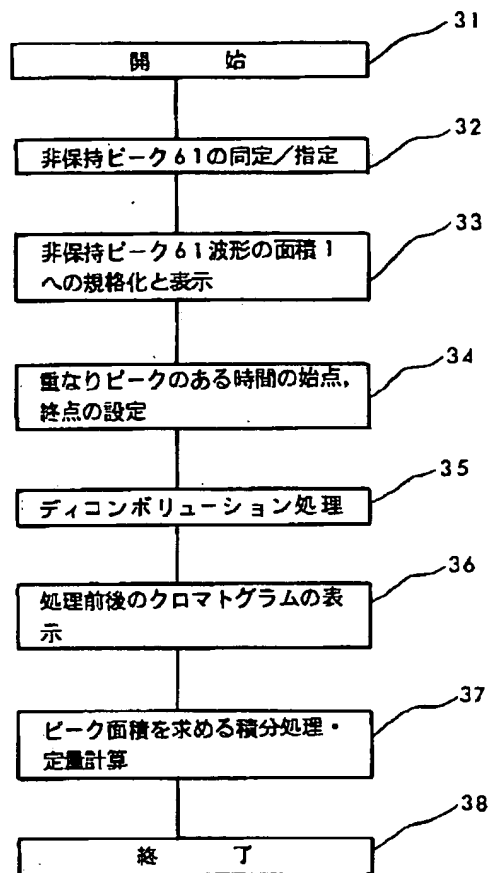 31
開 始
32
非保持ピーク61の同定／指定
33
非保持ピーク61波形の面積1
への規格化と表示
34
重なりピークのある時間の始点，
終点の設定
35
ディコンボリューション処理
36
処理前後のクロマトグラムの表
示
37
ピーク面積を求める積分処理・
定量計算
38
終 了